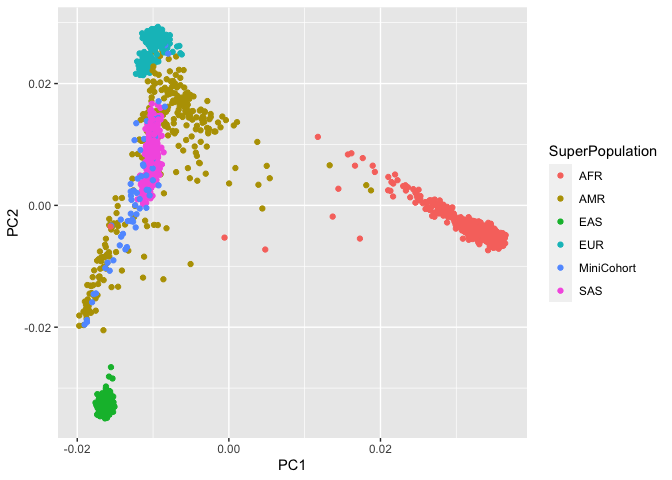 0.02
0.00
-0.02
PC2
-0.02
0.00
0.02
PC1
SuperPopulation
AFR
AMR
EAS
EUR
MiniCohort
SAS